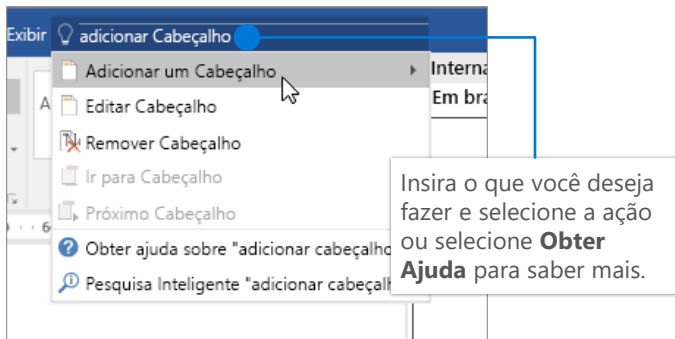 Exibir adicionar Cabeçalho
Adicionar um Cabeçalho
Interna
A Editar Cabeçalho
Em bra
Remover Cabeçalho
Ir para Cabeçalho
Próximo Cabeçalho
6
Obter ajuda sobre "adicionar cabeçalho
Pesquisa Inteligente "adicionar cabeçalh
Insira o que você deseja
fazer e selecione a ação
ou selecione Obter
Ajuda para saber mais.